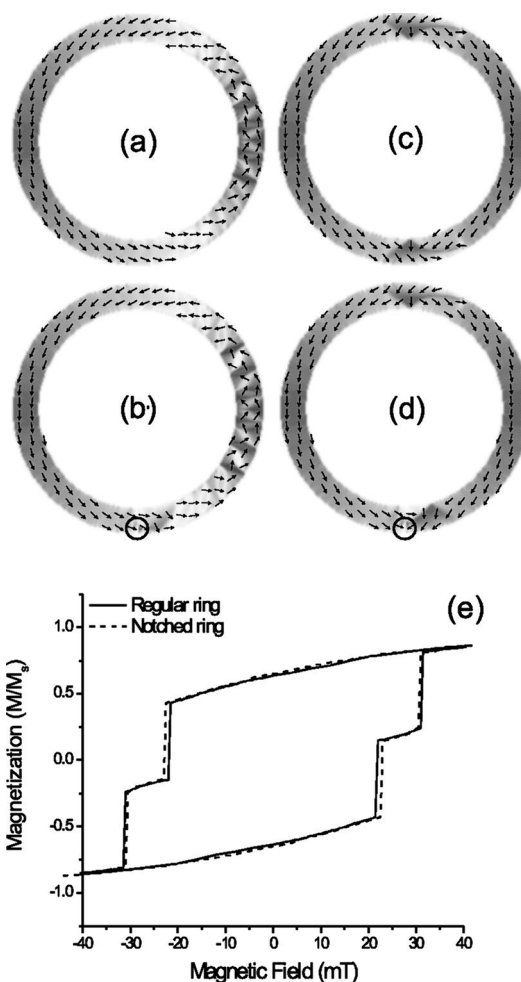 (a)
(c)
(b)
(d)
(e)
Regular ring
Notched ring
Magnetization (M/Ms)
1.0
0.5
0.0
-0.5
-1.0
-40 -30 -20 -10 0 10 20 30 40
Magnetic Field (mT)